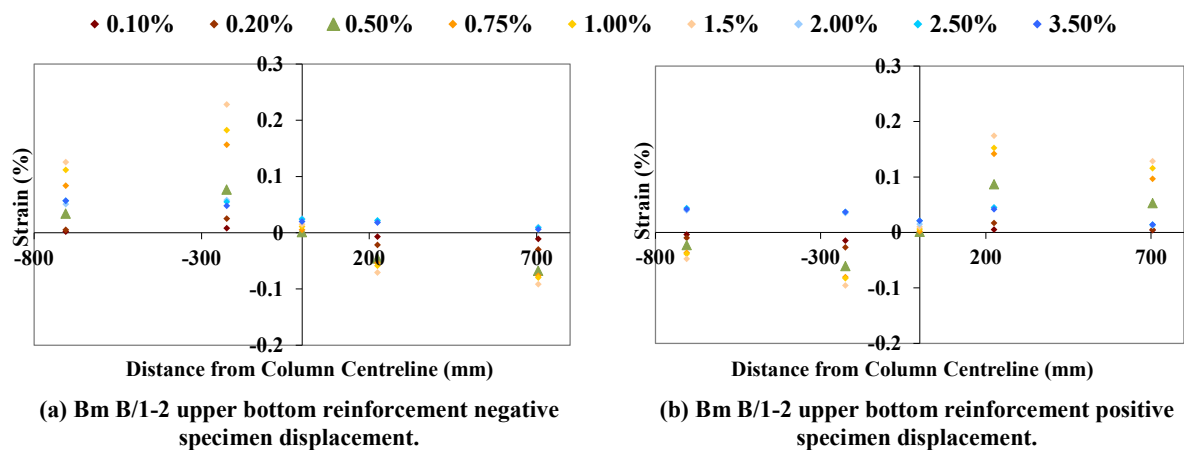 0.10% 0.20% 0.50% 0.75% 1.00% 1.5% 2.00% 2.50% 3.50%
0.3
0.2
0.1
0
-0.1
-0.2
-800 -300 200 700
Strain (%)
Distance from Column Centreline (mm)
(a) Bm B/1-2 upper bottom reinforcement negative
specimen displacement.
0.3
0.2
0.1
0
-0.1
-0.2
-800 -300 200 700
Strain (%)
Distance from Column Centreline (mm)
(b) Bm B/1-2 upper bottom reinforcement positive
specimen displacement.